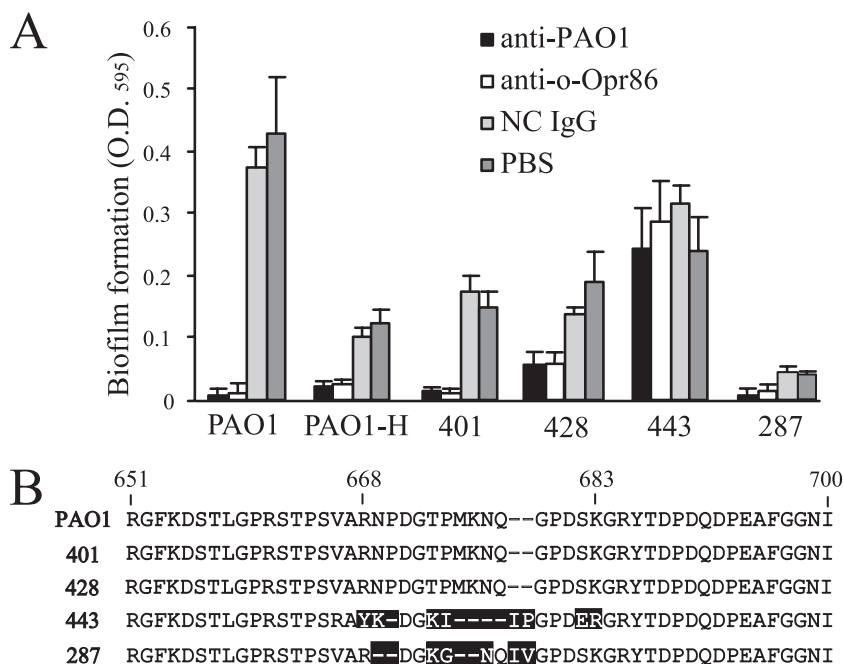 A
0.6
0.5
0.4
0.3
0.2
0.1
0
Biofilm formation (O.D. 595)
anti-PAO1
anti-o-Opr86
NC IgG
PBS
PAO1 PAO1-H 401 428 443 287
B
651 668 683 700
PAO1 RGFKDSTLGPRSTPSVARNPDGTPMKNQ--GPDSKGRYTDPDQDPEAFGGNI
401 RGFKDSTLGPRSTPSVARNPDGTPMKNQ--GPDSKGRYTDPDQDPEAFGGNI
428 RGFKDSTLGPRSTPSVARNPDGTPMKNQ--GPDSKGRYTDPDQDPEAFGGNI
443 RGFKDSTLGPRSTPSRAYK-DGKI----IPGPDERGRYTDPDQDPEAFGGNI
287 RGFKDSTLGPRSTPSVAR--DGKG--NQIVGPDSKGRYTDPDQDPEAFGGNI